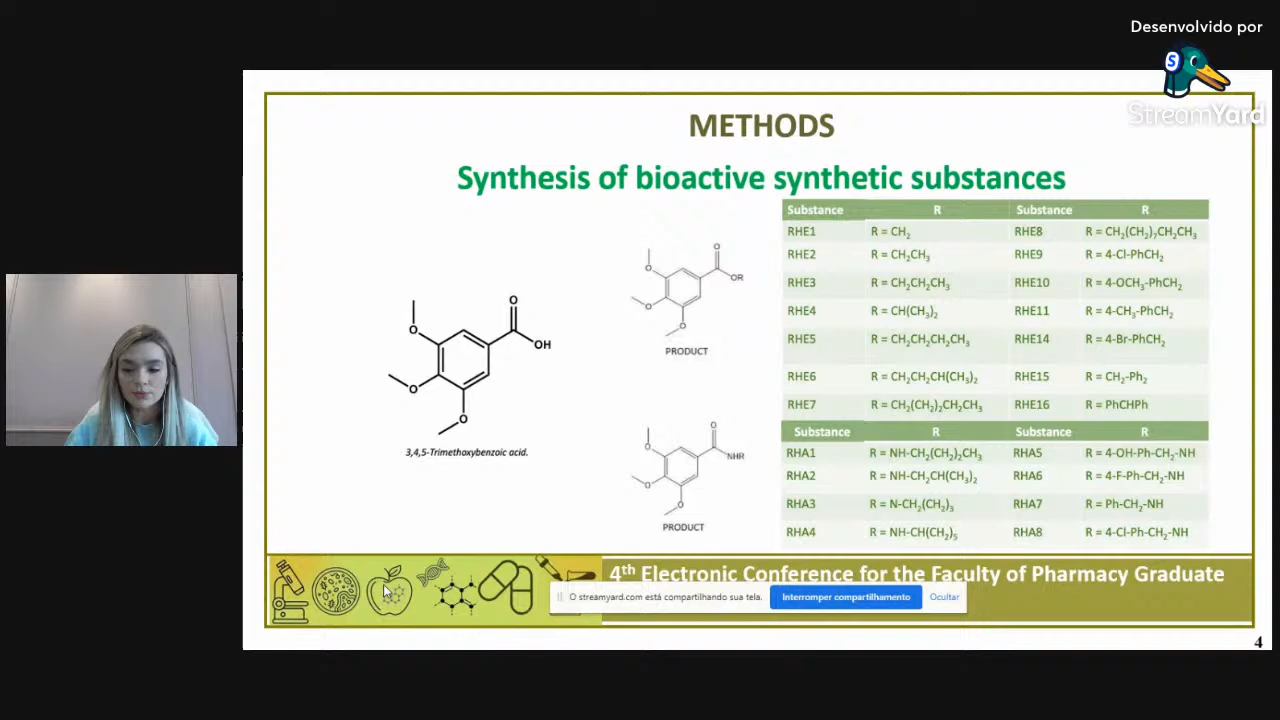 Desenvolvido por
StreamYard
METHODS
Synthesis of bioactive synthetic substances
O
OH
O
O
O
3,4,5-Trimethoxybenzoic acid.
O
OR
O
O
O
PRODUCT
O
NHR
O
O
O
PRODUCT
Substance R Substance R
RHE1 R = CH₂ RHE8 R = CH₂(CH₂)₇CH₂CH₃
RHE2 R = CH₂CH₃ RHE9 R = 4-Cl-PhCH₂
RHE3 R = CH₂CH₂CH₃ RHE10 R = 4-OCH₃-PhCH₂
RHE4 R = CH(CH₃)₂ RHE11 R = 4-CH₃-PhCH₂
RHE5 R = CH₂CH₂CH₂CH₃ RHE14 R = 4-Br-PhCH₂
RHE6 R = CH₂CH₂CH(CH₃)₂ RHE15 R = CH₂-Ph₂
RHE7 R = CH₂(CH₂)₂CH₂CH₃ RHE16 R = PhCHPh
Substance R Substance R
RHA1 R = NH-CH₂(CH₂)₂CH₃ RHA5 R = 4-OH-Ph-CH₂-NH
RHA2 R = NH-CH₂CH(CH₃)₂ RHA6 R = 4-F-Ph-CH₂-NH
RHA3 R = N-CH₂(CH₂)₃ RHA7 R = Ph-CH₂-NH
RHA4 R = NH-CH(CH₂)₅ RHA8 R = 4-Cl-Ph-CH₂-NH
4th Electronic Conference for the Faculty of Pharmacy Graduate
O streamyard.com está compartilhando sua tela. Interromper compartilhamento Ocultar
4